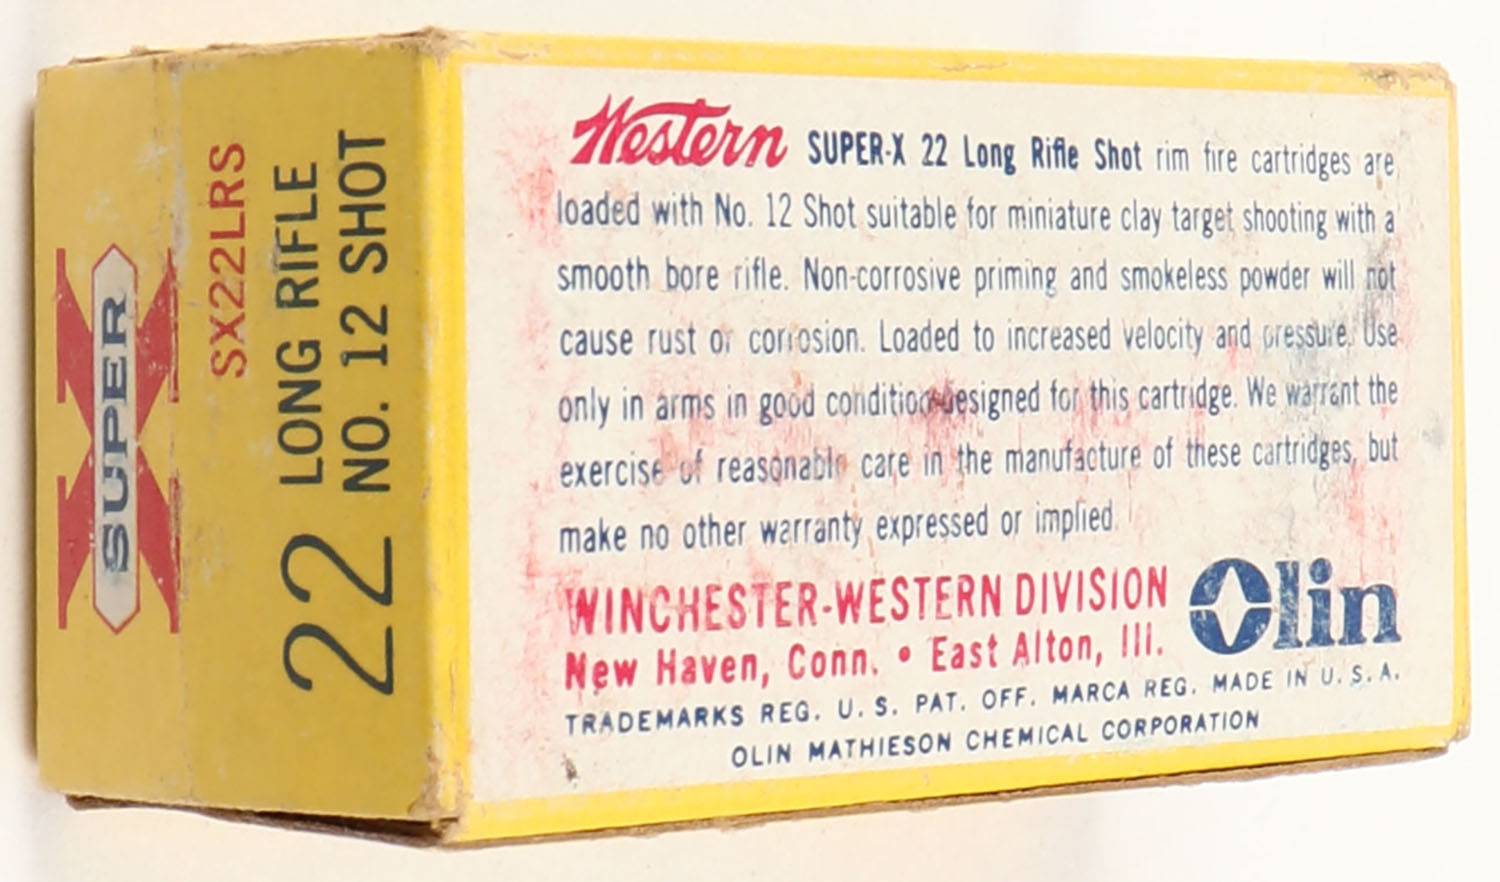 SUPER X
SX22LRS
22 LONG RIFLE
NO. 12 SHOT
Western SUPER-X 22 Long Rifle Shot rim fire cartridges are
loaded with No. 12 Shot suitable for miniature clay target shooting with a
smooth bore rifle. Non-corrosive priming and smokeless powder will not
cause rust or corrosion. Loaded to increased velocity and pressure. Use
only in arms in good condition designed for this cartridge. We warrant the
exercise of reasonable care in the manufacture of these cartridges, but
make no other warranty expressed or implied.
WINCHESTER-WESTERN DIVISION
New Haven, Conn. • East Alton, Ill.
Olin
TRADEMARKS REG. U. S. PAT. OFF. MARCA REG. MADE IN U. S. A.
OLIN MATHIESON CHEMICAL CORPORATION